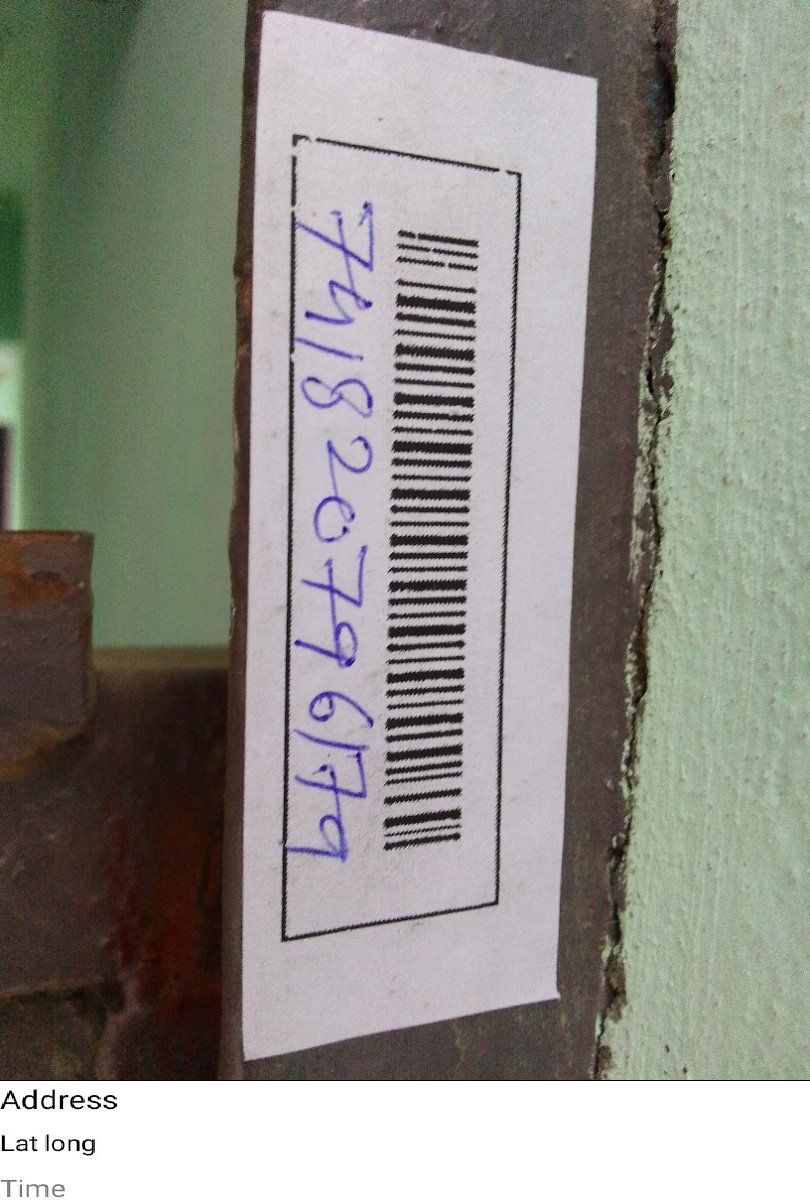 741820796179
Address
Lat long
Time